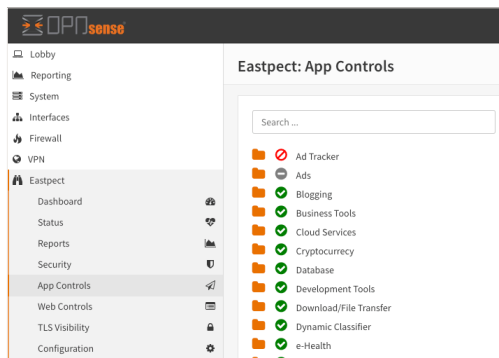 OPNsense
Lobby
Reporting
System
Interfaces
Firewall
VPN
Eastpect
Dashboard
Status
Reports
Security
App Controls
Web Controls
TLS Visibility
Configuration
Eastpect: App Controls
Search ...
Ad Tracker
Ads
Blogging
Business Tools
Cloud Services
Cryptocurrecy
Database
Development Tools
Download/File Transfer
Dynamic Classifier
e-Health